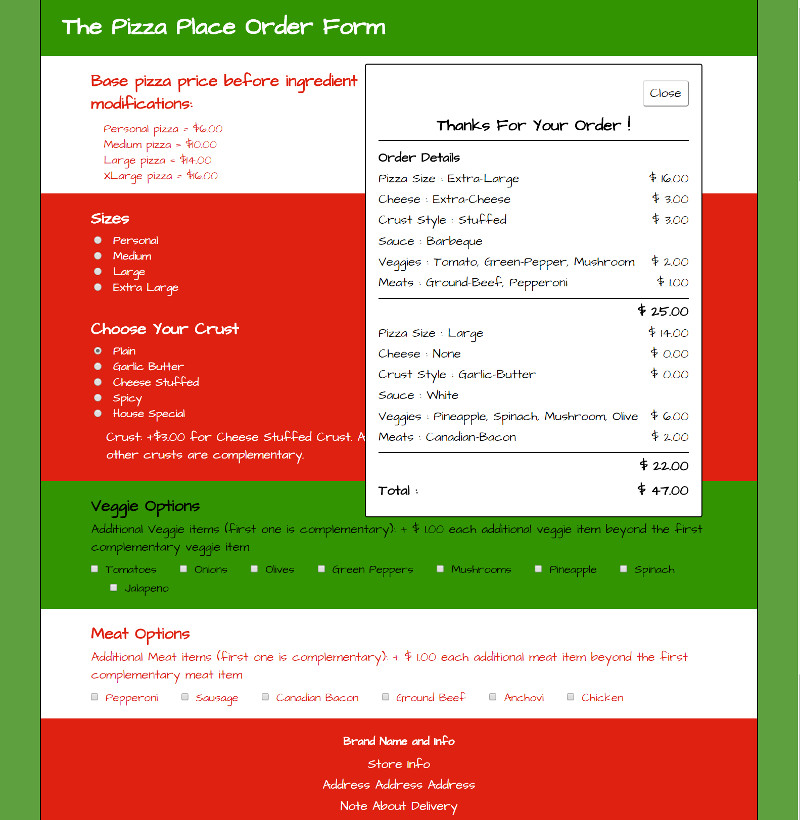 The Pizza Place Order Form
Base pizza price before ingredient
modifications:
Personal pizza = $6.00
Medium pizza = $10.00
Large pizza = $14.00
XLarge pizza = $16.00
Sizes
Personal
Medium
Large
Extra Large
Choose Your Crust
Plain
Garlic Butter
Cheese Stuffed
Spicy
House Special
Crust: +$3.00 for Cheese Stuffed Crust. A
other crusts are complementary.
Close
Thanks For Your Order !
Order Details
Pizza Size : Extra-Large $ 16.00
Cheese : Extra-Cheese $ 3.00
Crust Style : Stuffed $ 3.00
Sauce : Barbeque
Veggies : Tomato, Green-Pepper, Mushroom $ 2.00
Meats : Ground-Beef, Pepperoni $ 1.00
$ 25.00
Pizza Size : Large $ 14.00
Cheese : None $ 0.00
Crust Style : Garlic-Butter $ 0.00
Sauce : White
Veggies : Pineapple, Spinach, Mushroom, Olive $ 6.00
Meats : Canadian-Bacon $ 2.00
$ 22.00
Total : $ 47.00
Veggie Options
Additional Veggie items (first one is complementary): + $ 1.00 each additional veggie item beyond the first
complementary veggie item
Tomatoes Onions Olives Green Peppers Mushrooms Pineapple Spinach
Jalapeno
Meat Options
Additional Meat items (first one is complementary): + $ 1.00 each additional meat item beyond the first
complementary meat item
Pepperoni Sausage Canadian Bacon Ground Beef Anchovi Chicken
Brand Name and Info
Store Info
Address Address Address
Note About Delivery